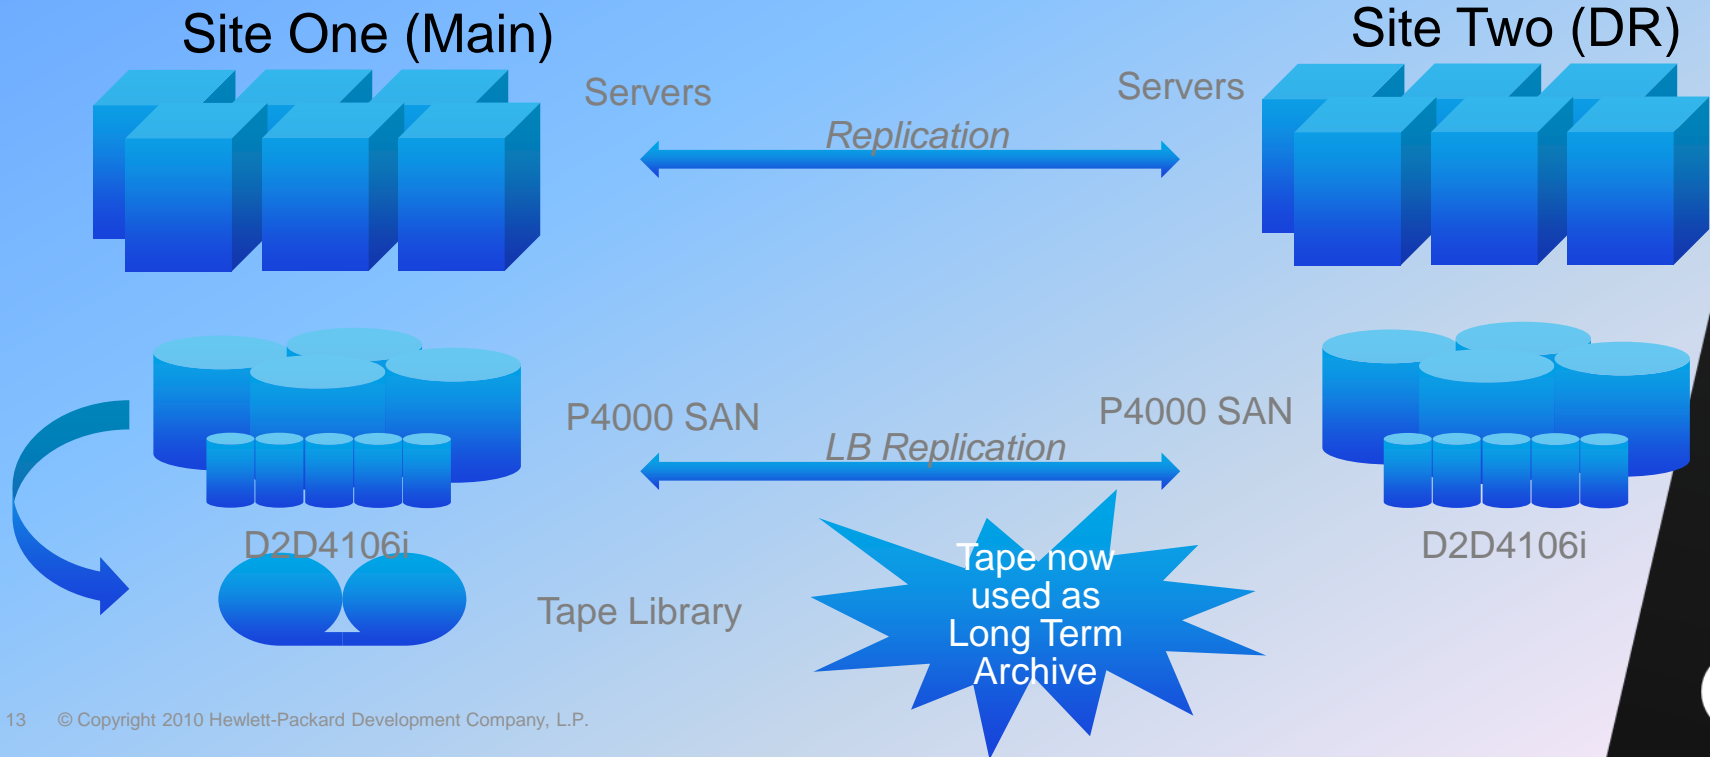 Site One (Main)
Site Two (DR)
Servers
Servers
Replication
P4000 SAN
P4000 SAN
LB Replication
D2D4106i
D2D4106i
Tape Library
Tape now
used as
Long Term
Archive
13 © Copyright 2010 Hewlett-Packard Development Company, L.P.